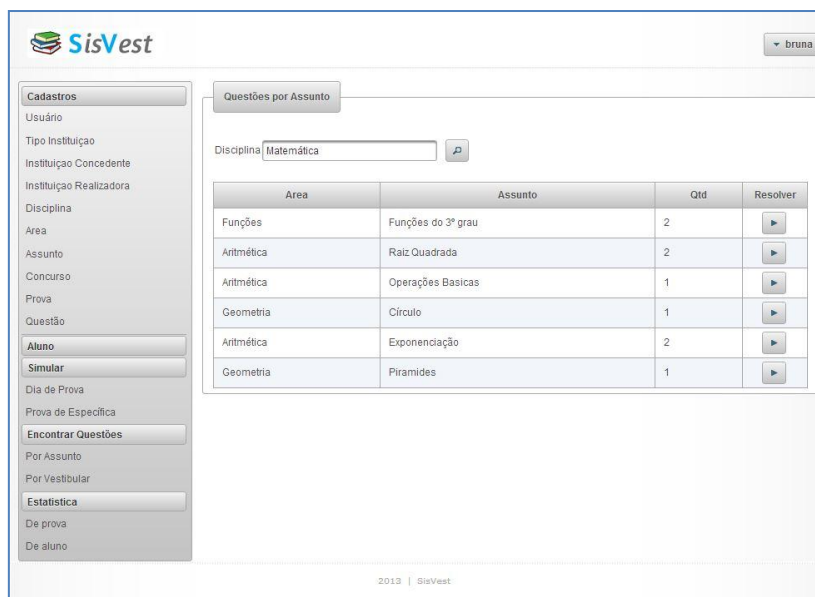 SisVest
bruna
Cadastros
Usuário
Tipo Instituiçao
Instituiçao Concedente
Instituiçao Realizadora
Disciplina
Area
Assunto
Concurso
Prova
Questão
Aluno
Simular
Dia de Prova
Prova de Específica
Encontrar Questões
Por Assunto
Por Vestibular
Estatistica
De prova
De aluno
Questões por Assunto
Disciplina Matemática
Area Assunto Qtd Resolver
Funções Funções do 3º grau 2
Aritmética Raiz Quadrada 2
Aritmética Operações Basicas 1
Geometria Círculo 1
Aritmética Exponenciação 2
Geometria Piramides 1
2013 | SisVest